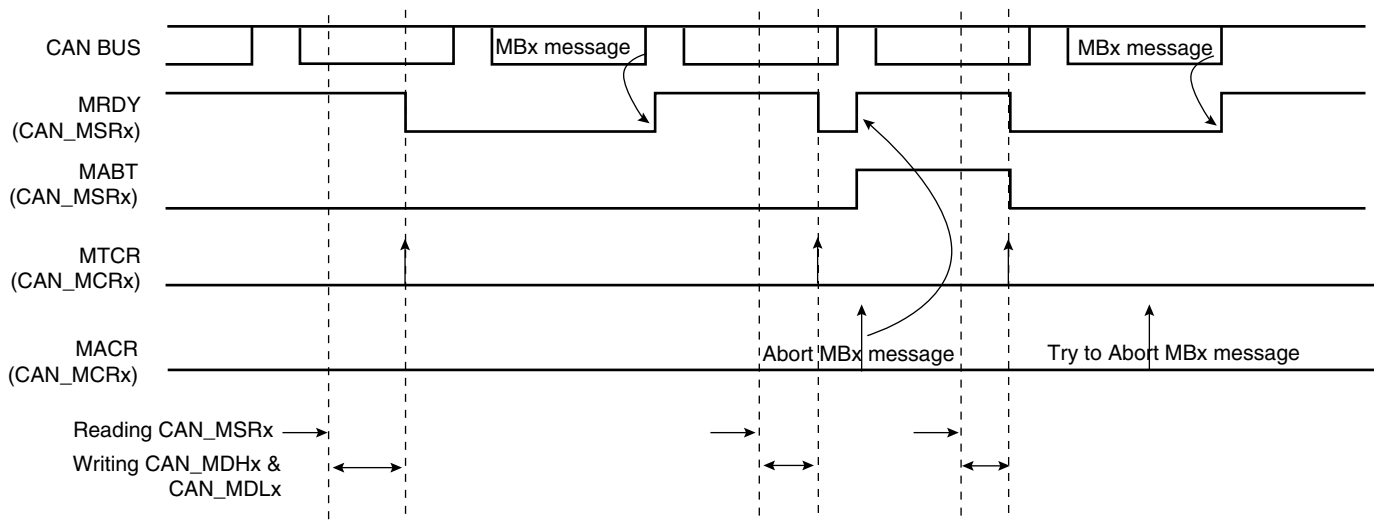 CAN BUS
MBx message
MBx message
MRDY
(CAN_MSRx)
MABT
(CAN_MSRx)
MTCR
(CAN_MCRx)
MACR
(CAN_MCRx)
Abort MBx message
Try to Abort MBx message
Reading CAN_MSRx
Writing CAN_MDHx &
CAN_MDLx